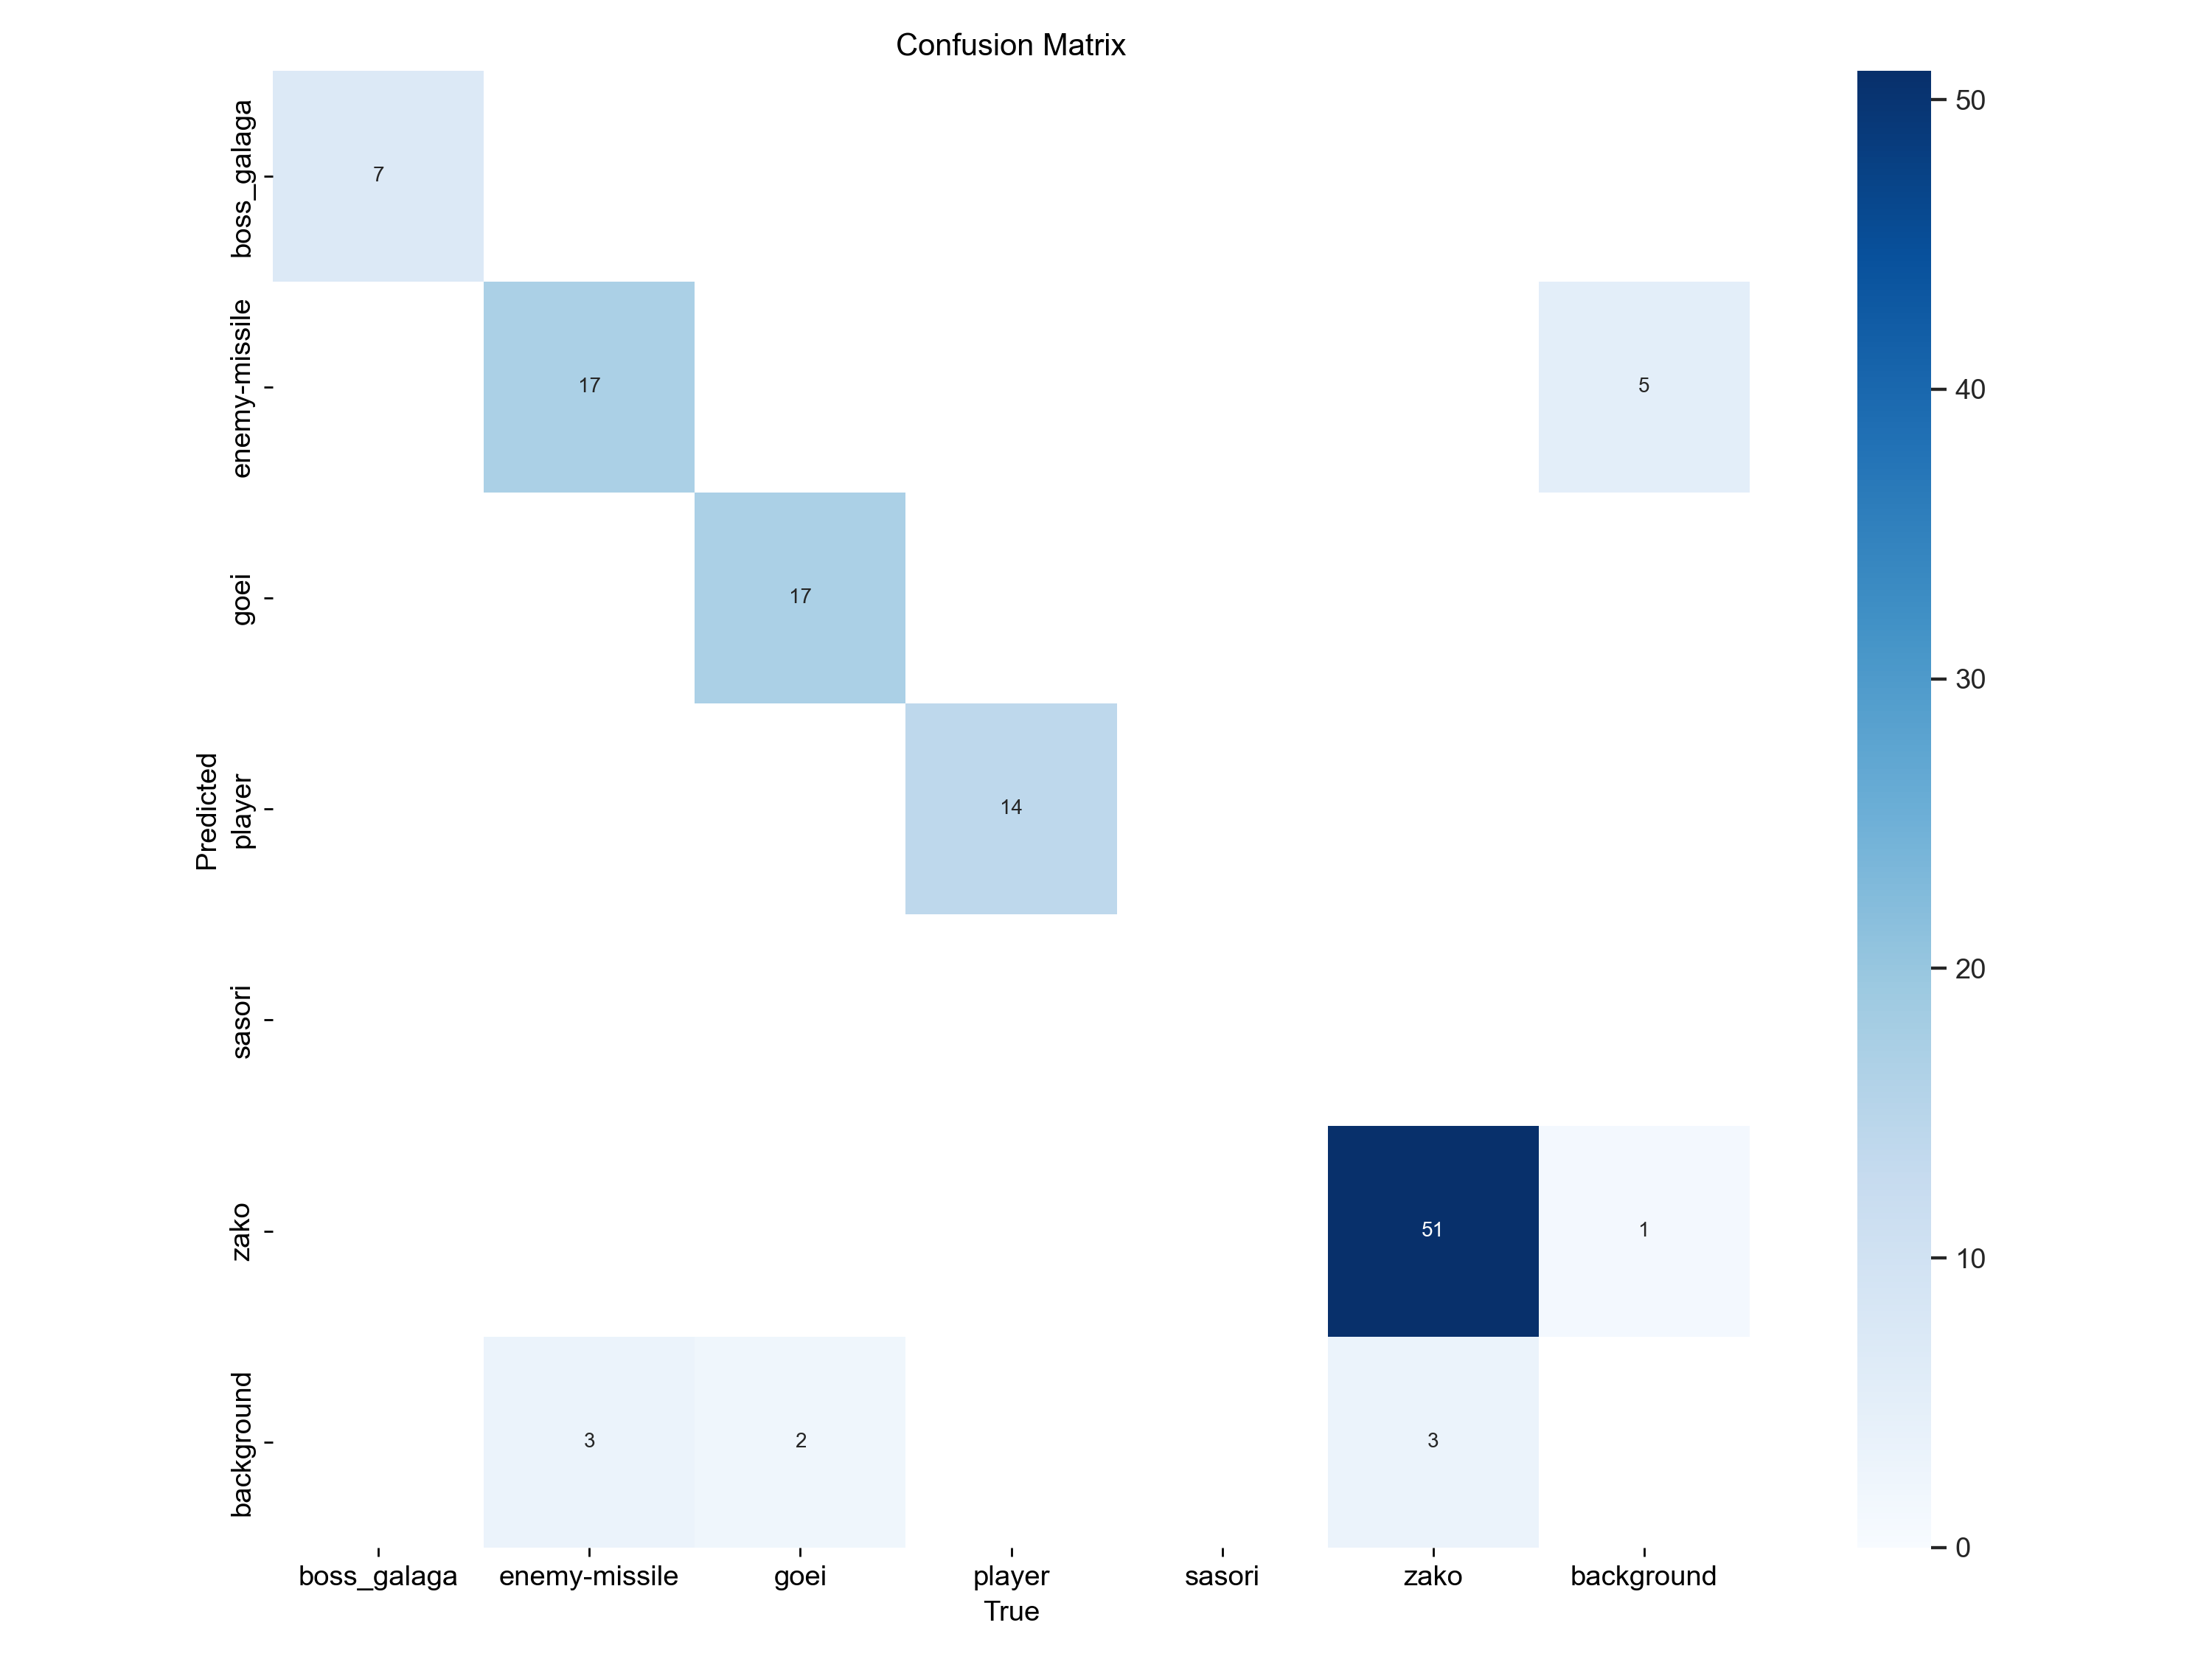 Confusion Matrix
boss_galaga
7
enemy-missile
17
5
goei
17
Predicted
player
14
sasori
zako
51
1
background
3
2
3
boss_galaga enemy-missile goei player sasori zako background
True
50
40
30
20
10
0